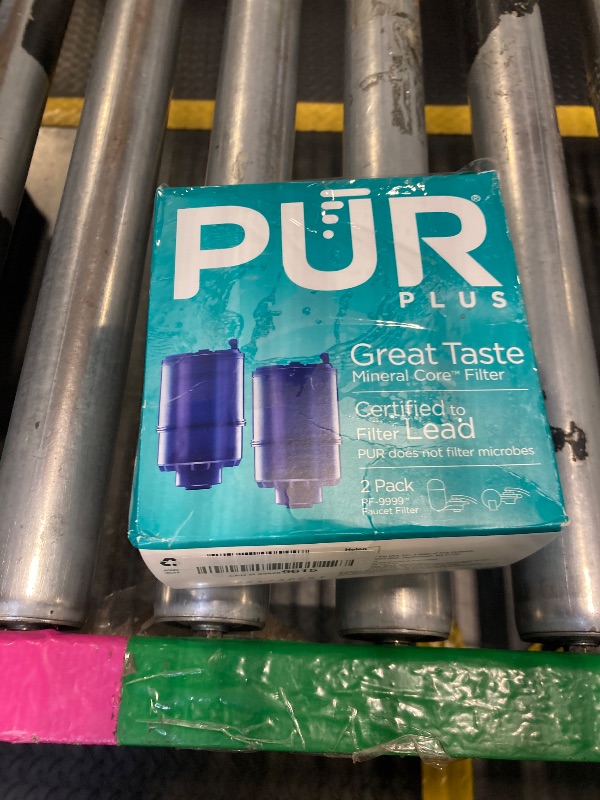 PUR®
PLUS
Great Taste
Mineral Core™ Filter
Certified to
Filter Lead
PUR does not filter microbes
2 Pack
RF-9999™
Faucet Filter
Helen